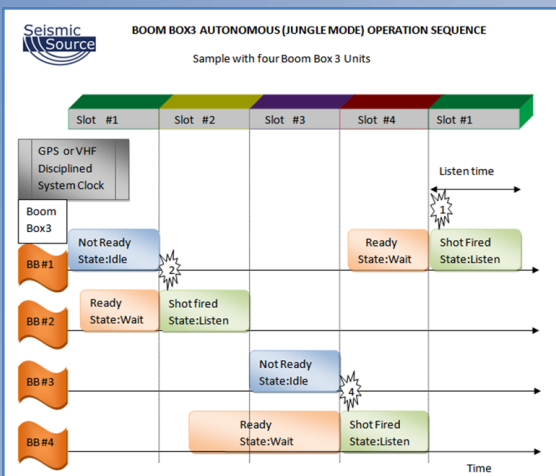 Seismic
Source
BOOM BOX3 AUTONOMOUS (JUNGLE MODE) OPERATION SEQUENCE
Sample with four Boom Box 3 Units
Slot #1
Slot #2
Slot #3
Slot #4
Slot #1
GPS or VHF
Disciplined
System Clock
Listen time
Boom
Box3
1
BB#1
Not Ready
State:Idle
Ready
State:Wait
Shot Fired
State:Listen
2
BB#2
Ready
State:Wait
Shot fired
State:Listen
BB#3
Not Ready
State:Idle
4
BB#4
Ready
State:Wait
Shot Fired
State:Listen
Time